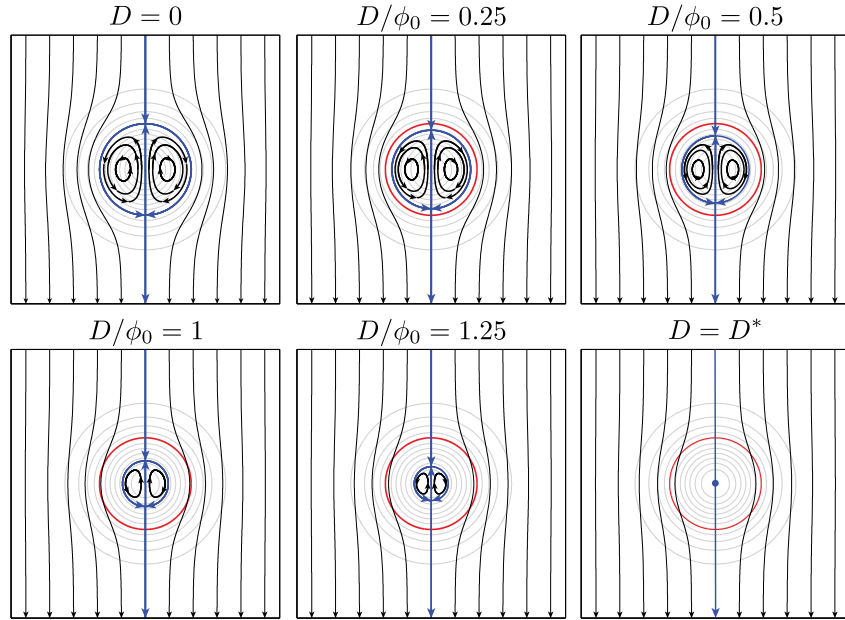 D = 0
D/ϕ₀ = 0.25
D/ϕ₀ = 0.5
D/ϕ₀ = 1
D/ϕ₀ = 1.25
D = D*